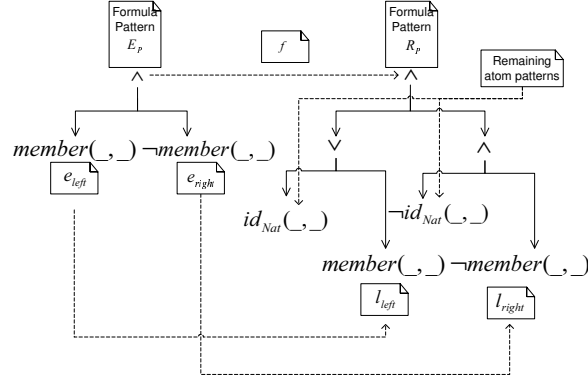 Formula
Pattern
E_P
Formula
Pattern
R_P
f
Remaining
atom patterns
∧
∧
∨
∧
member(_,_) ¬member(_,_)
e_left
e_right
id_Nat(_,_)
¬id_Nat(_,_)
member(_,_) ¬member(_,_)
l_left
l_right